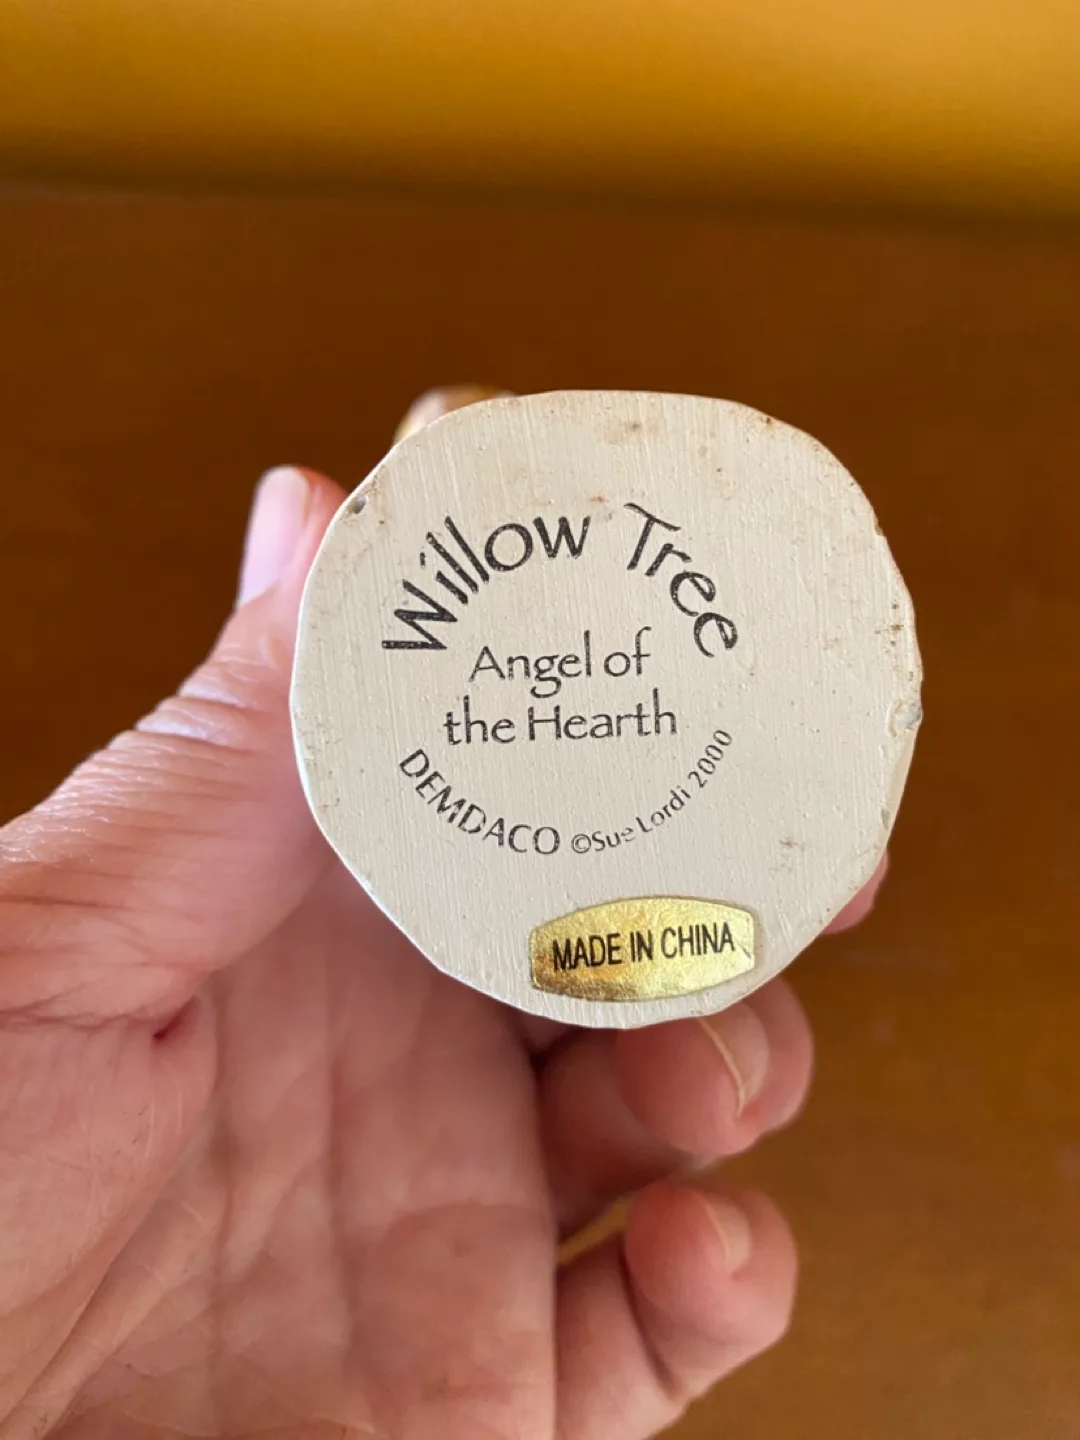 Willow Tree
Angel of
the Hearth
DEMDACO ©Sue Lordi 2000
MADE IN CHINA